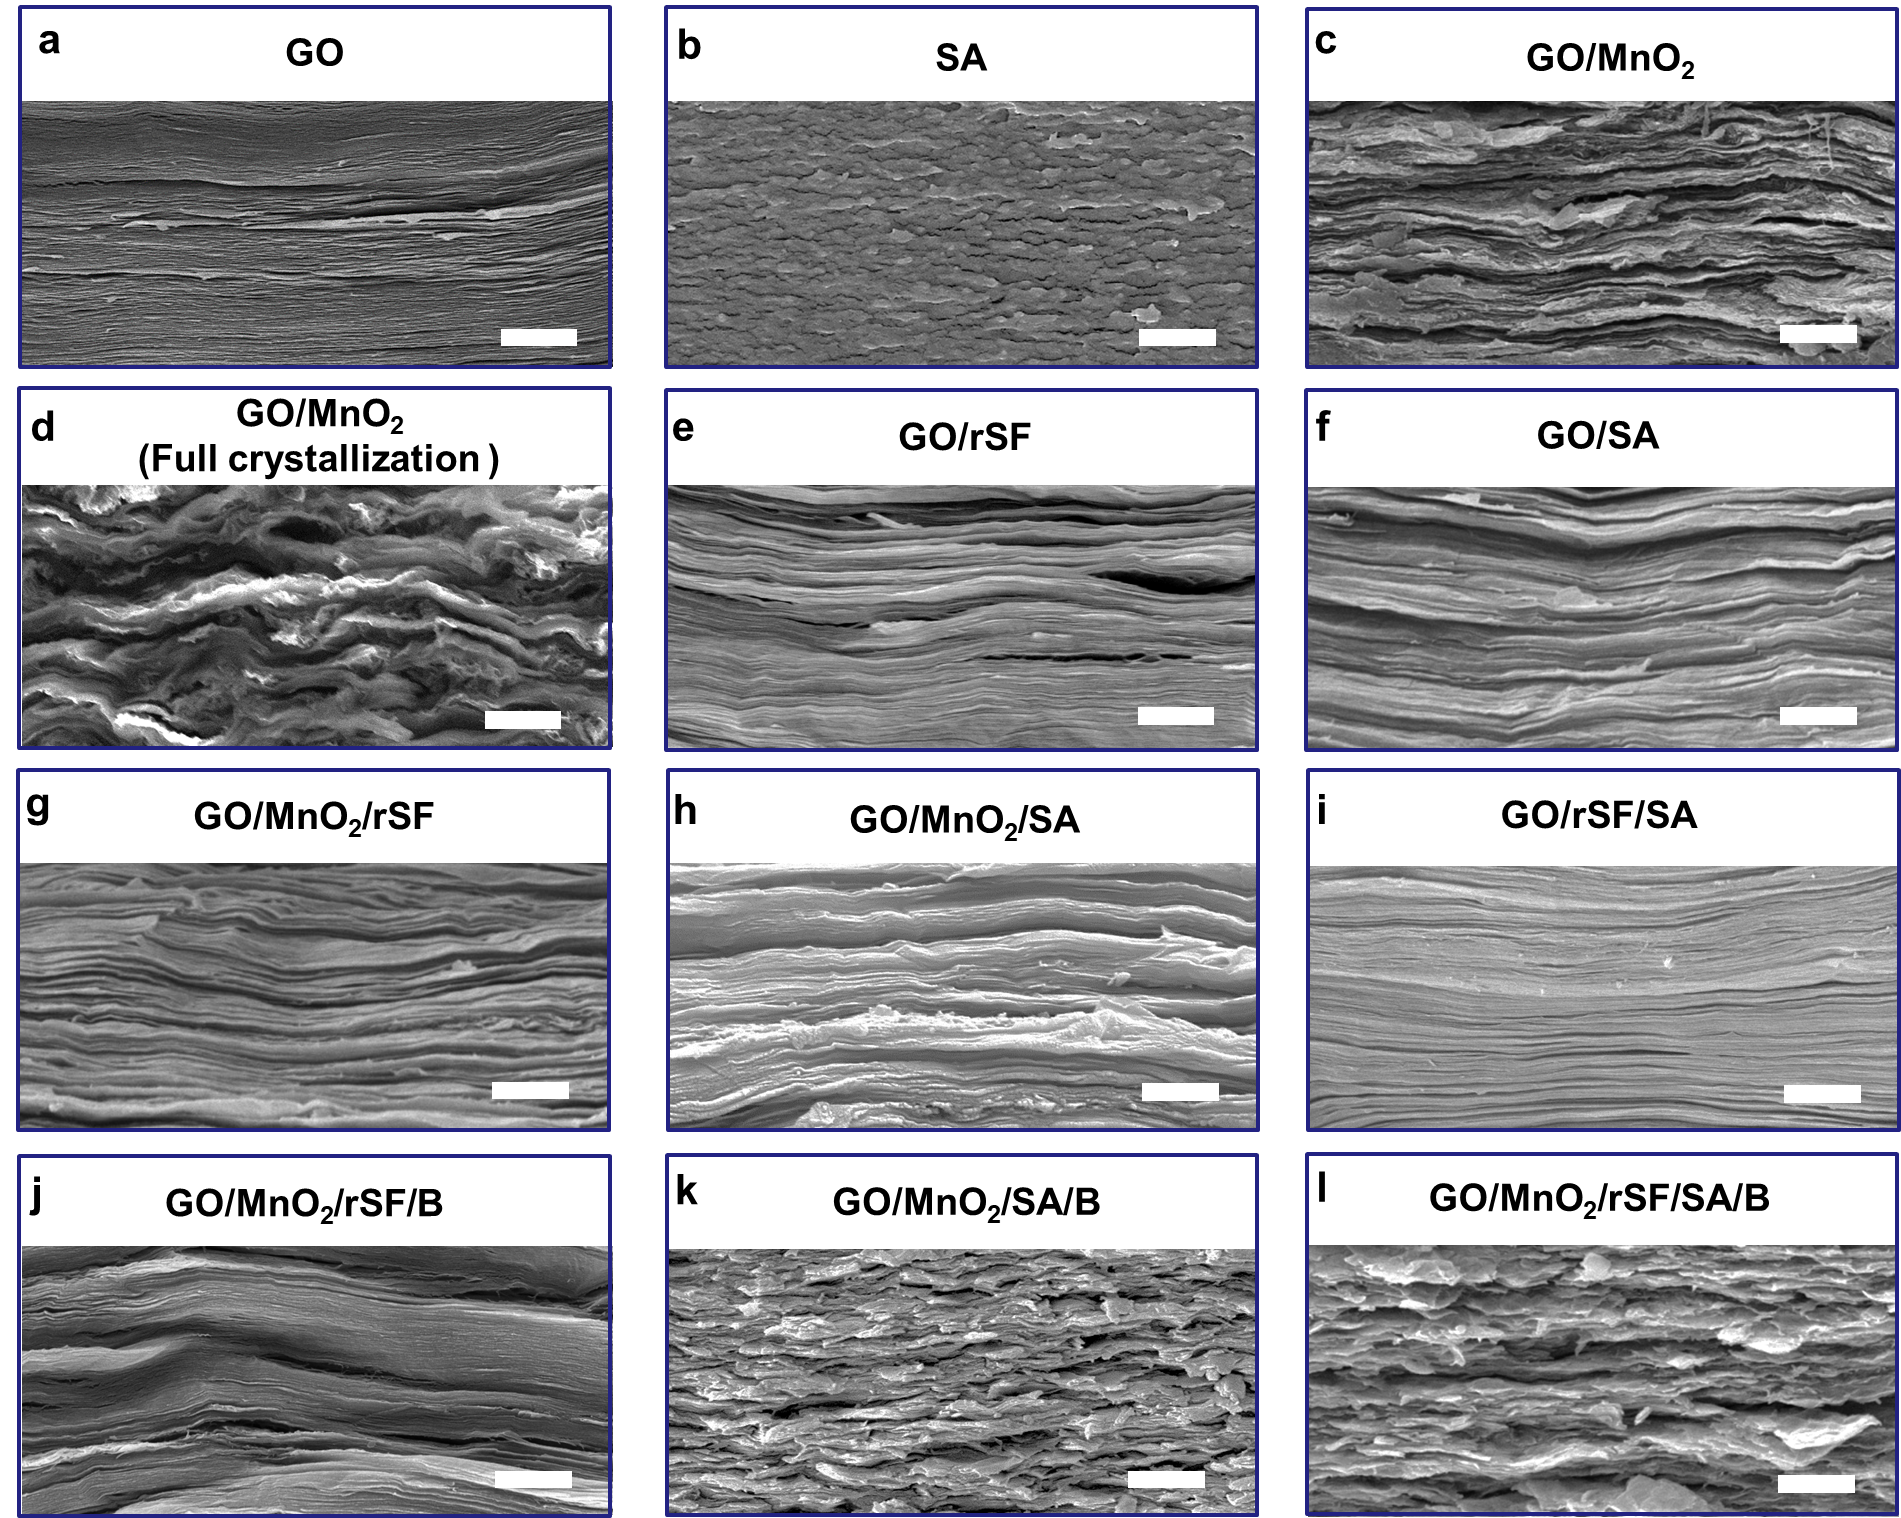 a
GO
b
SA
c
GO/MnO₂
d
GO/MnO₂
(Full crystallization )
e
GO/rSF
f
GO/SA
g
GO/MnO₂/rSF
h
GO/MnO₂/SA
i
GO/rSF/SA
j
GO/MnO₂/rSF/B
k
GO/MnO₂/SA/B
l
GO/MnO₂/rSF/SA/B